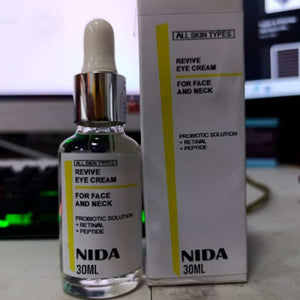 ALL SKIN TYPES
REVIVE
EYE CREAM
FOR FACE
AND NECK
PROBIOTIC SOLUTION
• RETINAL
• PEPTIDE
NIDA
30ML
ALL SKIN TYPES
REVIVE
EYE CREAM
FOR FACE
AND NECK
PROBIOTIC SOLUTION
• RETINAL
• PEPTIDE
NIDA
30ML